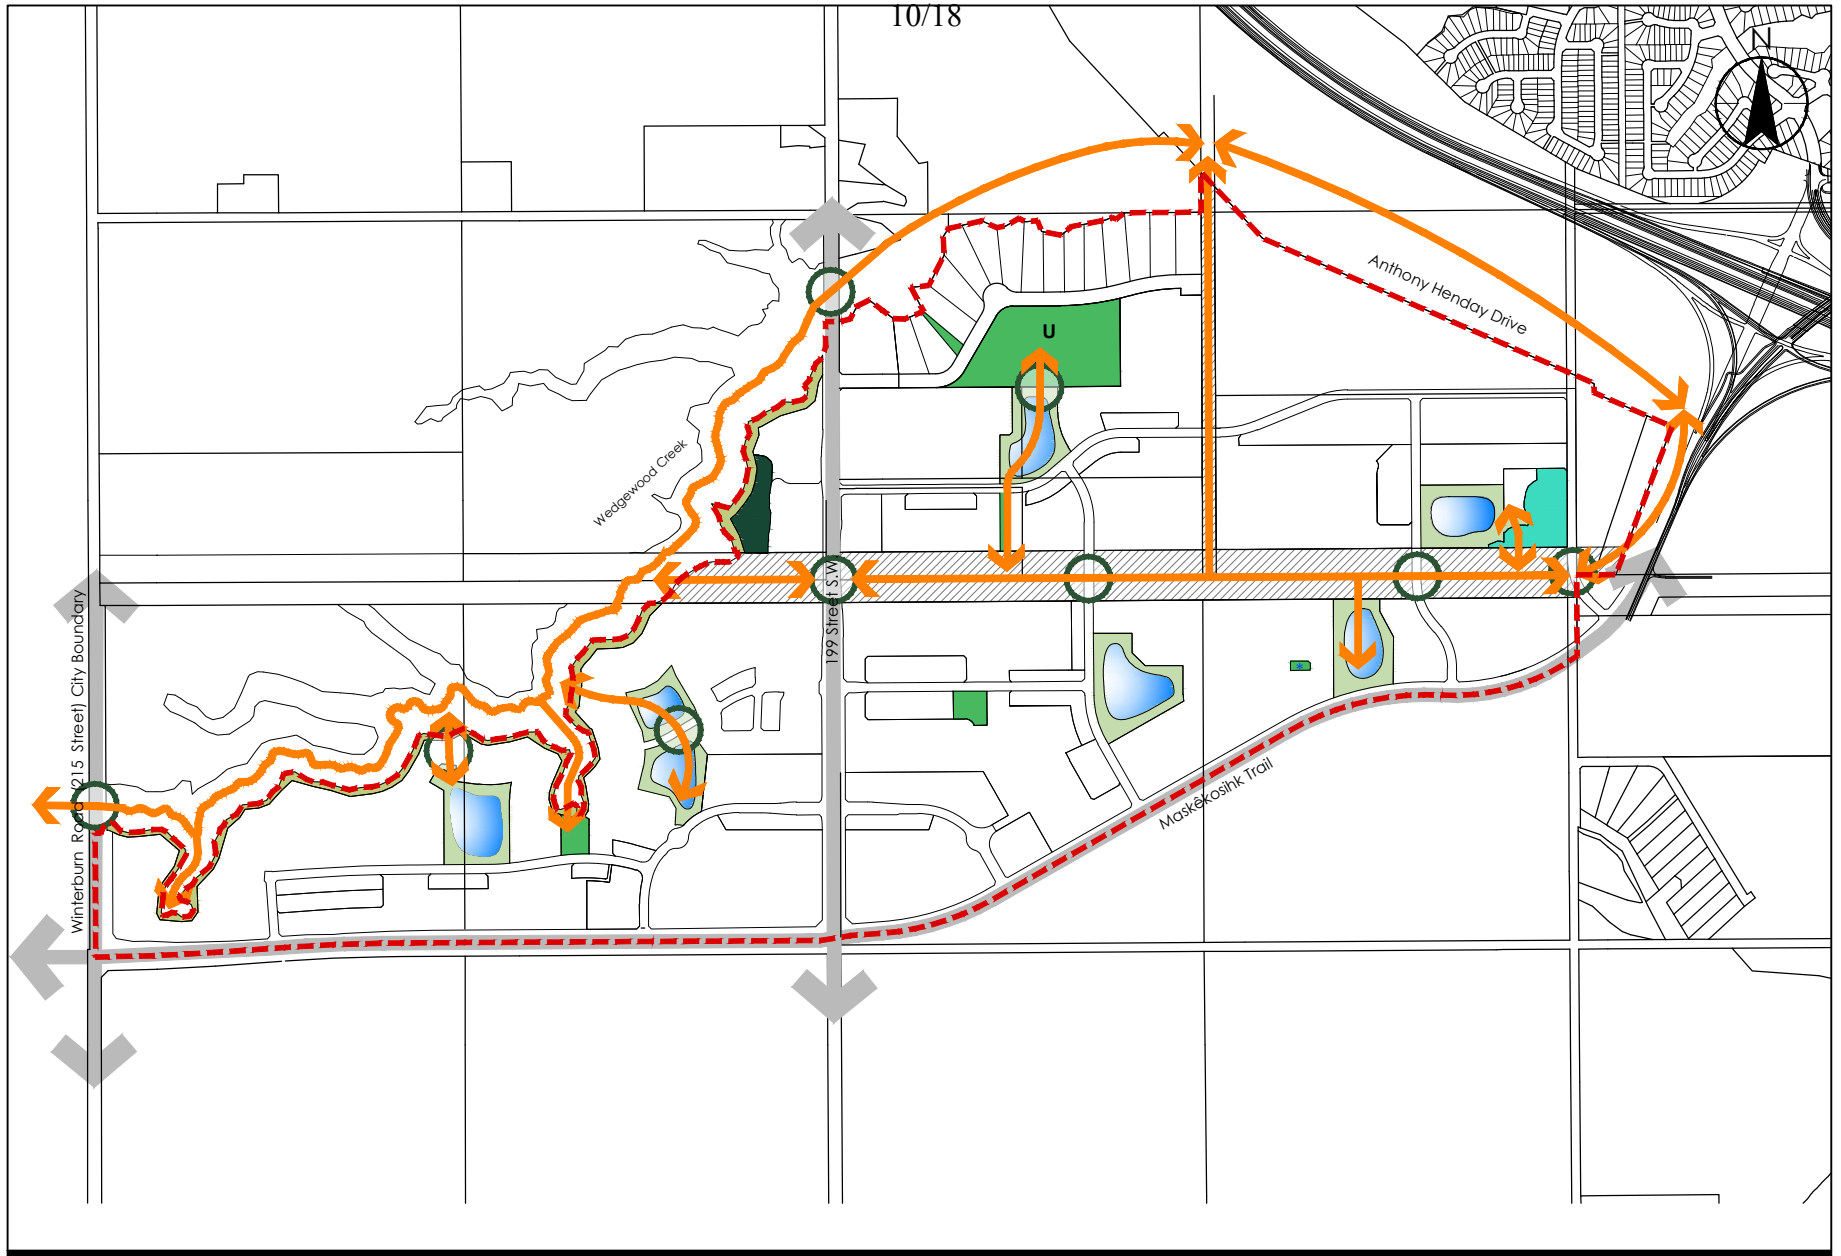 10/18
N
Anthony Henday Drive
U
Wedgewood Creek
199 Street S.W
Winterburn Road (215 Street) City Boundary
Maskêkosihk Trail
*